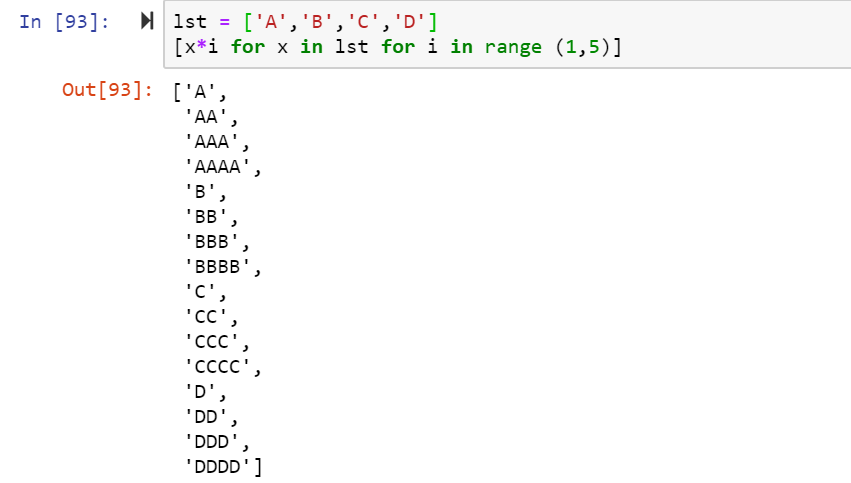 In [93]:
lst = ['A','B','C','D']
[x*i for x in lst for i in range (1,5)]
Out[93]:
['A',
'AA',
'AAA',
'AAAA',
'B',
'BB',
'BBB',
'BBBB',
'C',
'CC',
'CCC',
'CCCC',
'D',
'DD',
'DDD',
'DDDD']